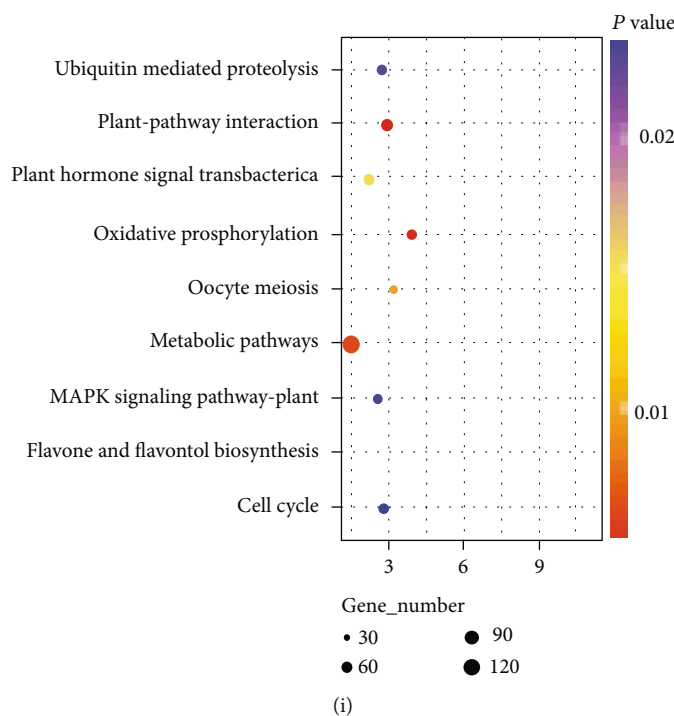 P value
Ubiquitin mediated proteolysis
Plant-pathway interaction
Plant hormone signal transbacterica
Oxidative prosphorylation
Oocyte meiosis
Metabolic pathways
MAPK signaling pathway-plant
Flavone and flavontol biosynthesis
Cell cycle
0.02
0.01
3 6 9
Gene_number
30 90
60 120
(i)